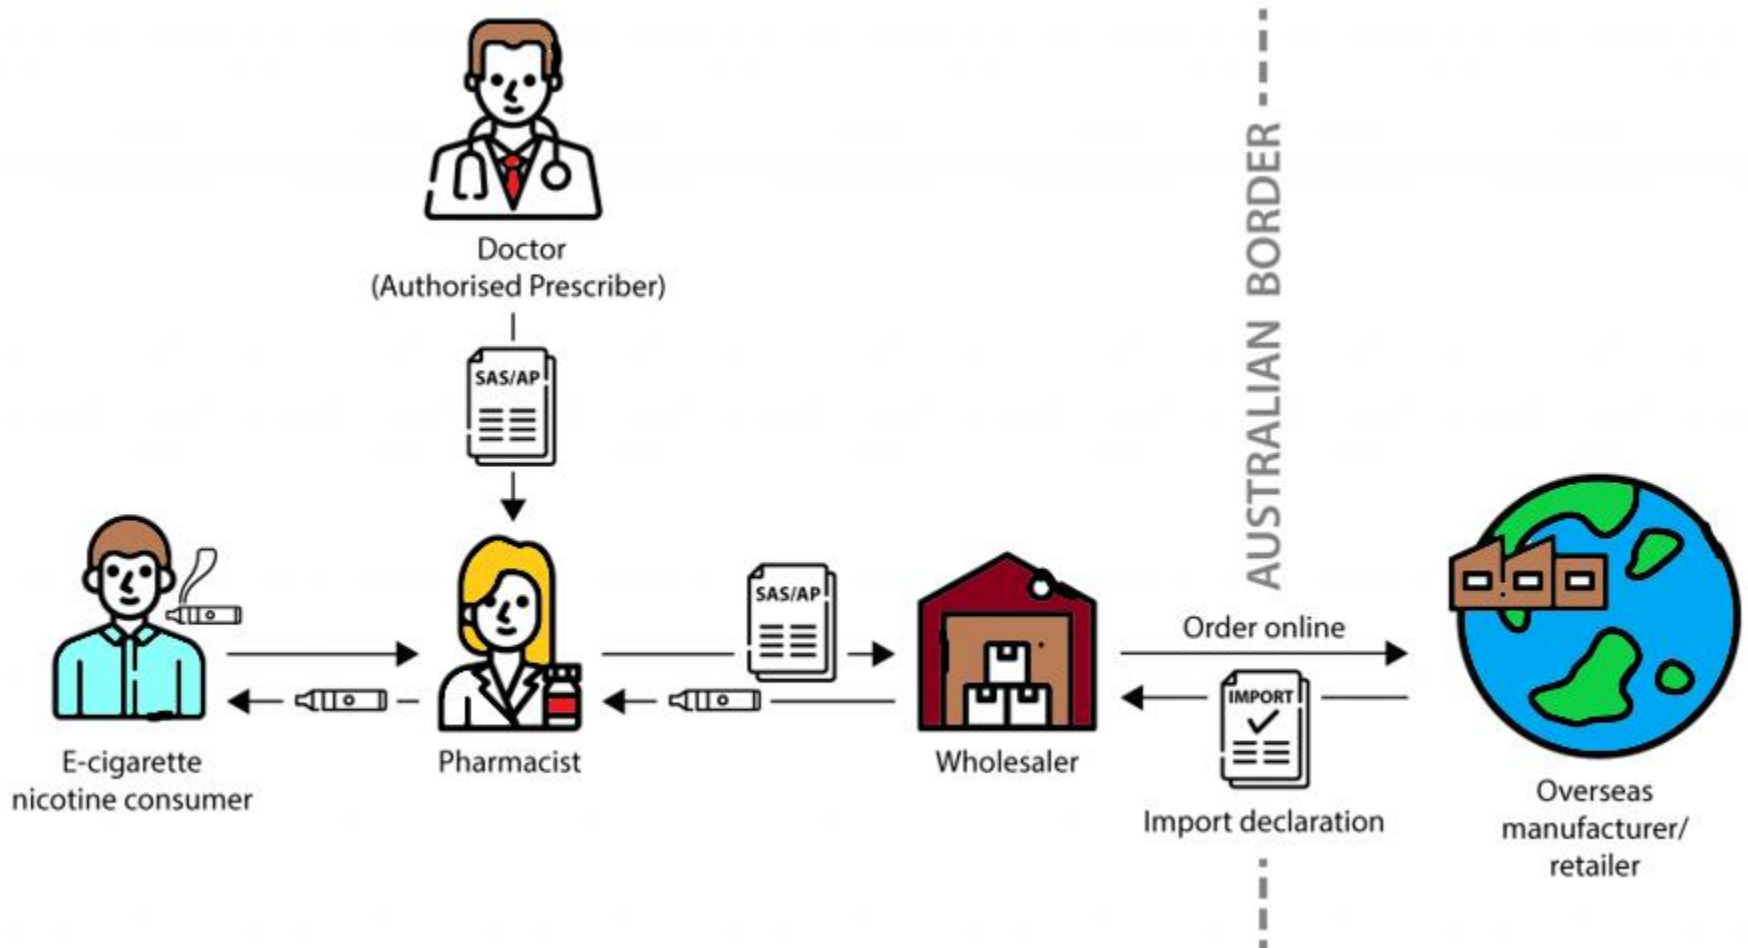 Doctor
(Authorised Prescriber)
SAS/AP
AUSTRALIAN BORDER
SAS/AP
Order online
IMPORT
E-cigarette
nicotine consumer
Pharmacist
Wholesaler
Import declaration
Overseas
manufacturer/
retailer